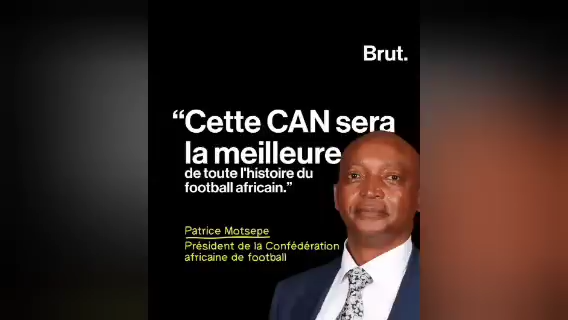 Brut.
“Cette CAN sera
la meilleure
de toute l'histoire du
football africain.”
Patrice Motsepe
Président de la Confédération
africaine de football